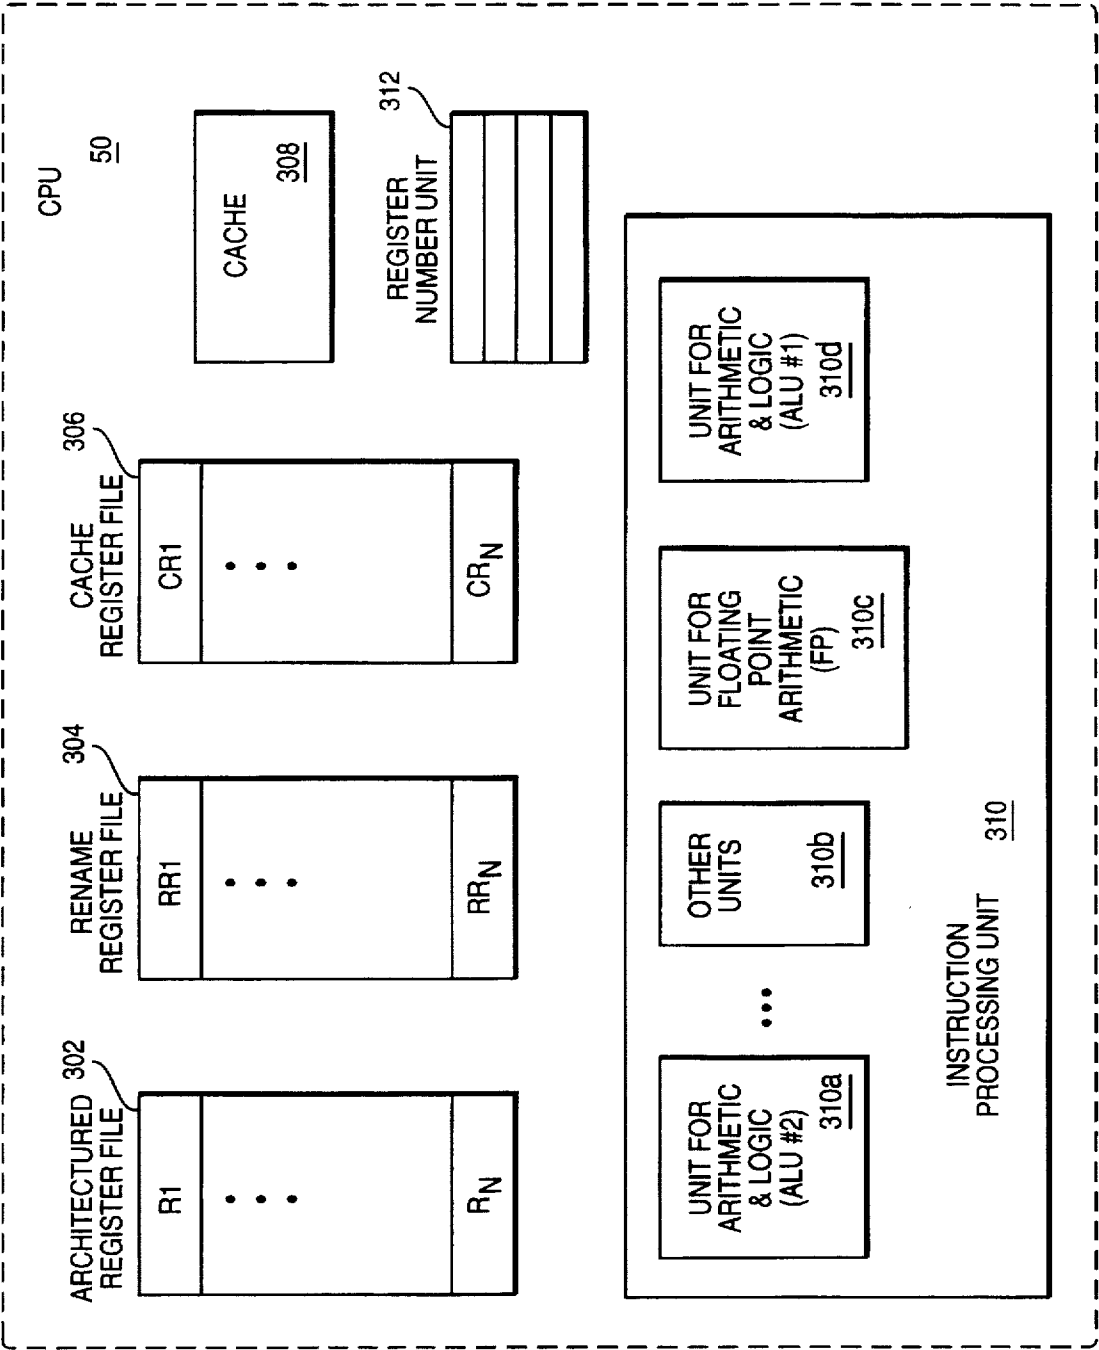 CPU
50
ARCHITECTURED
REGISTER FILE
302
R1
RN
RENAME
REGISTER FILE
304
RR1
RRN
CACHE
REGISTER FILE
306
CR1
CRN
CACHE
308
REGISTER
NUMBER UNIT
312
UNIT FOR
ARITHMETIC
& LOGIC
(ALU #2)
310a
OTHER
UNITS
310b
UNIT FOR
FLOATING
POINT
ARITHMETIC
(FP)
310c
UNIT FOR
ARITHMETIC
& LOGIC
(ALU #1)
310d
INSTRUCTION
PROCESSING UNIT
310